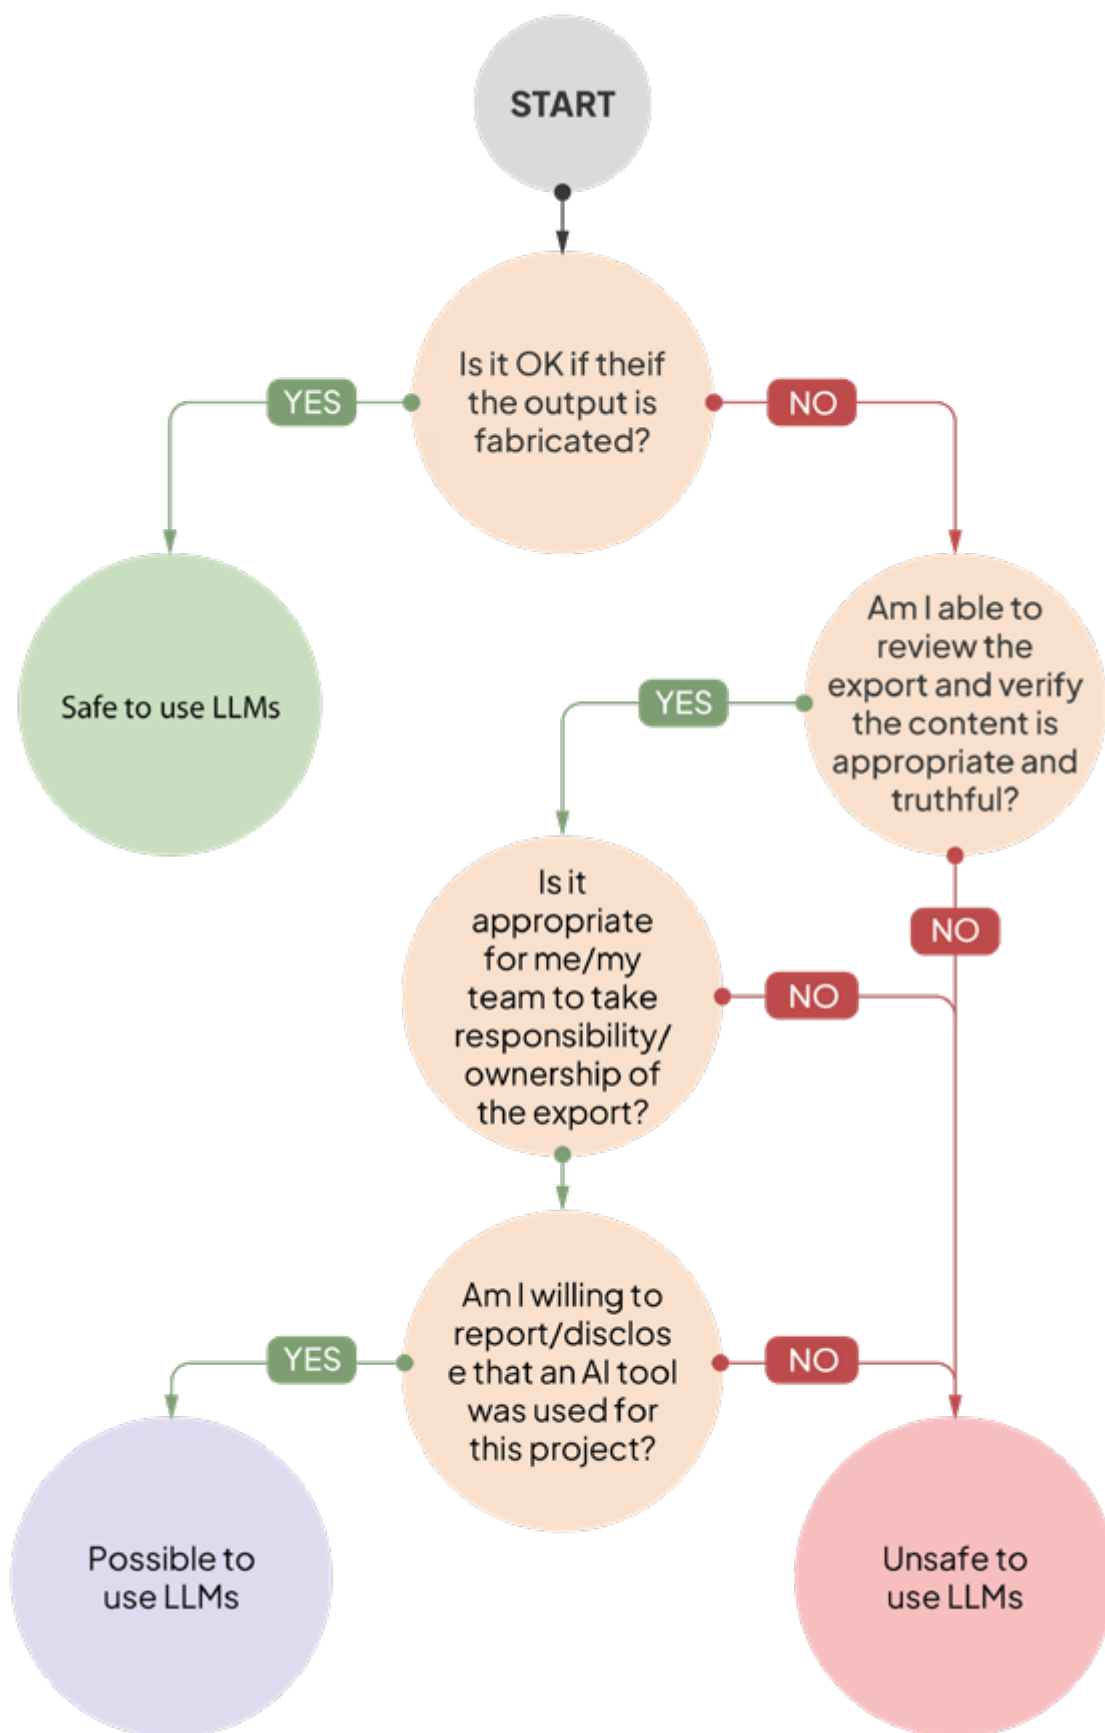 START
Is it OK if theif
the output is
fabricated?
YES
NO
Safe to use LLMs
Am I able to
review the
export and verify
the content is
appropriate and
truthful?
YES
NO
Is it
appropriate
for me/my
team to take
responsibility/
ownership of
the export?
NO
Am I willing to
report/disclos
e that an AI tool
was used for
this project?
YES
NO
Possible to
use LLMs
Unsafe to
use LLMs